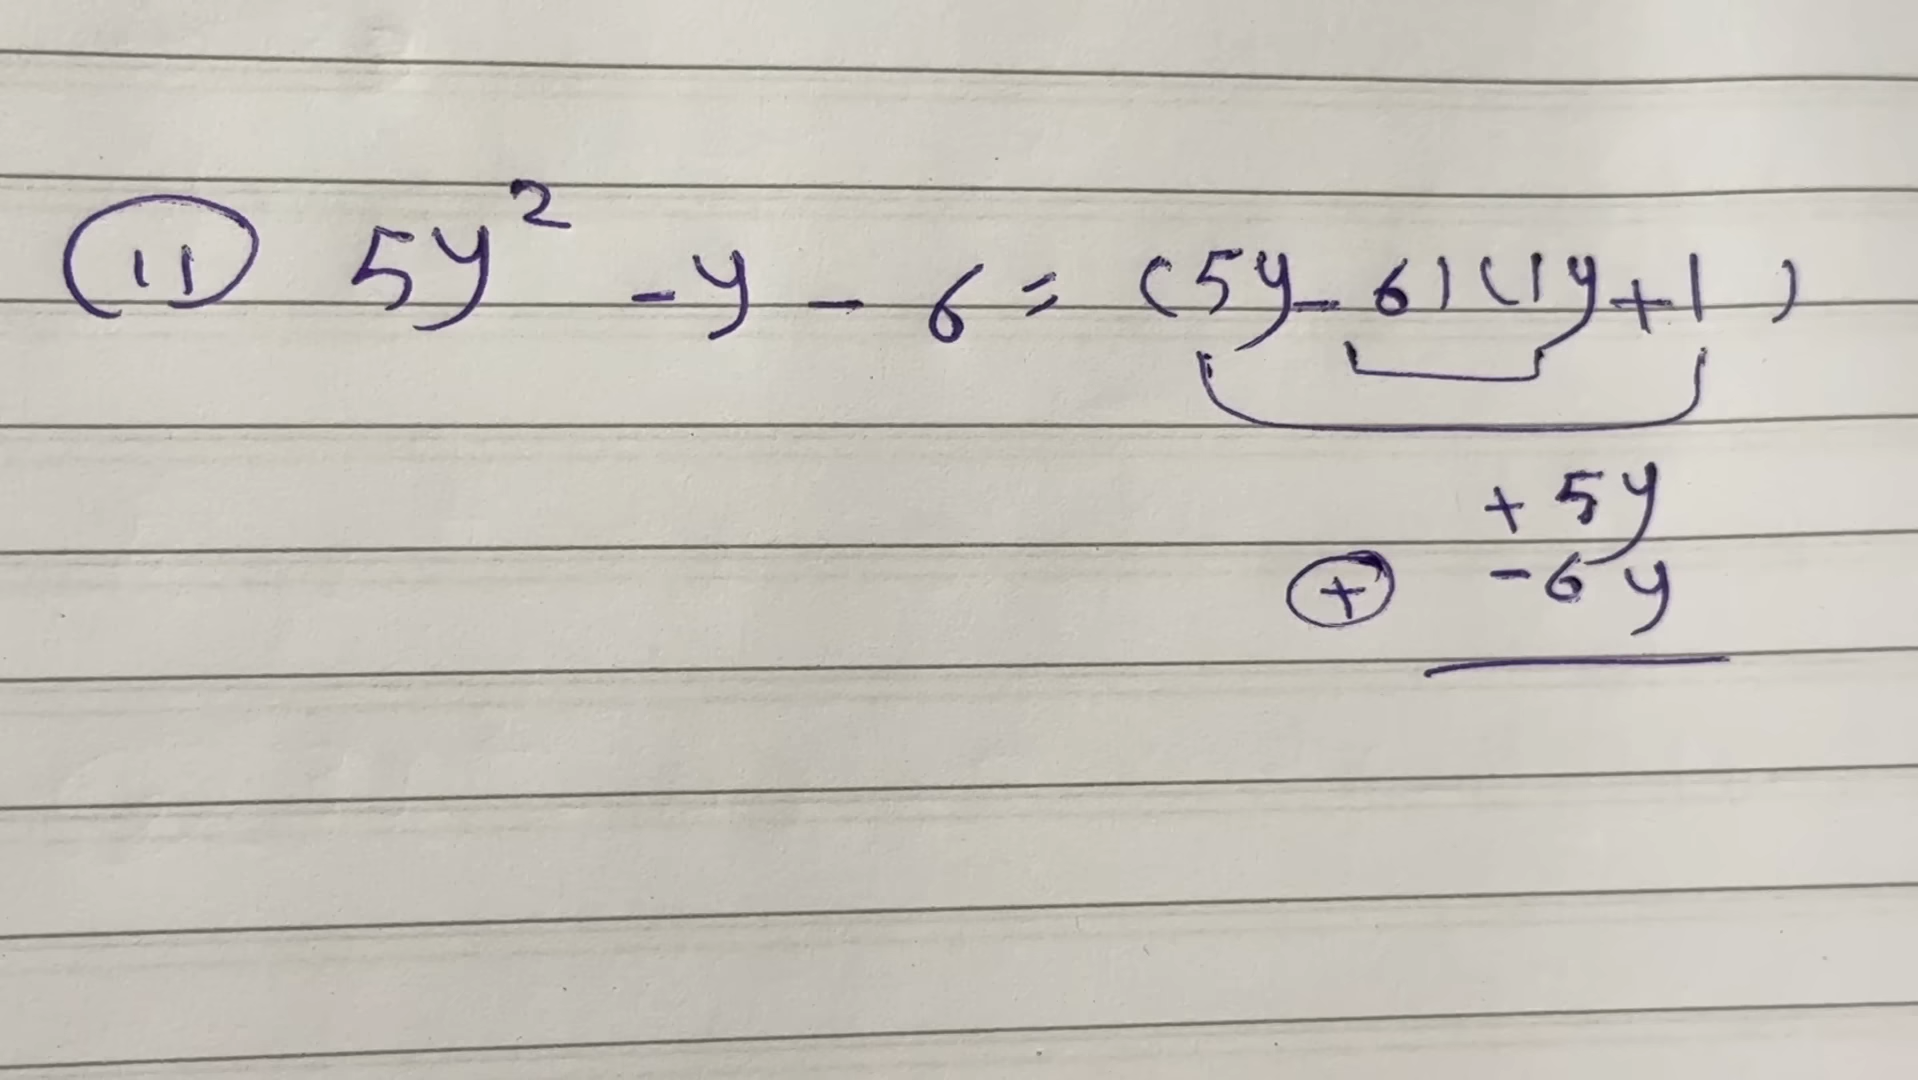 11 5y² - y - 6 = (5y - 6)(1y + 1)
+ 5y
+ - 6y